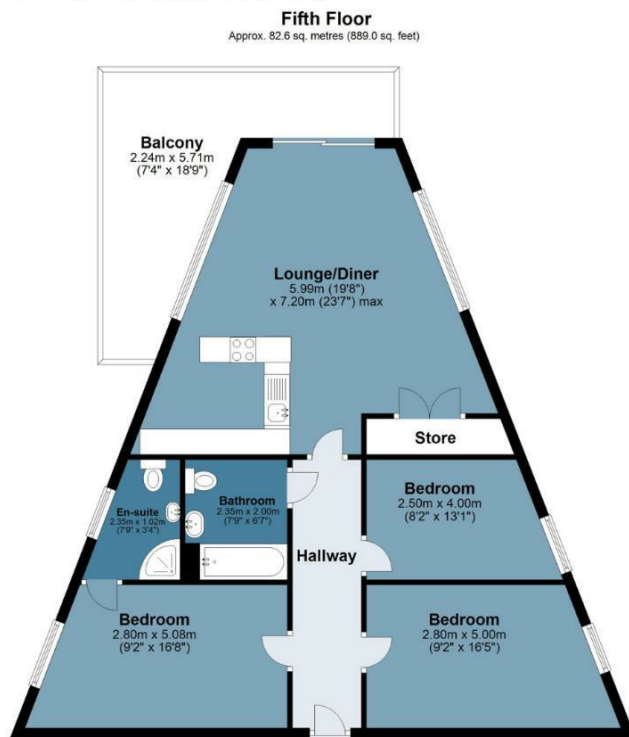 Fifth Floor
Approx. 82.6 sq. metres (889.0 sq. feet)
Balcony
2.24m x 5.71m
(7'4" x 18'9")
Lounge/Diner
5.99m (19'8")
x 7.20m (23'7") max
Store
En-suite
2.35m x 1.02m
(7'9" x 3'4")
Bathroom
2.35m x 2.00m
(7'9" x 6'7")
Hallway
Bedroom
2.50m x 4.00m
(8'2" x 13'1")
Bedroom
2.80m x 5.08m
(9'2" x 16'8")
Bedroom
2.80m x 5.00m
(9'2" x 16'5")